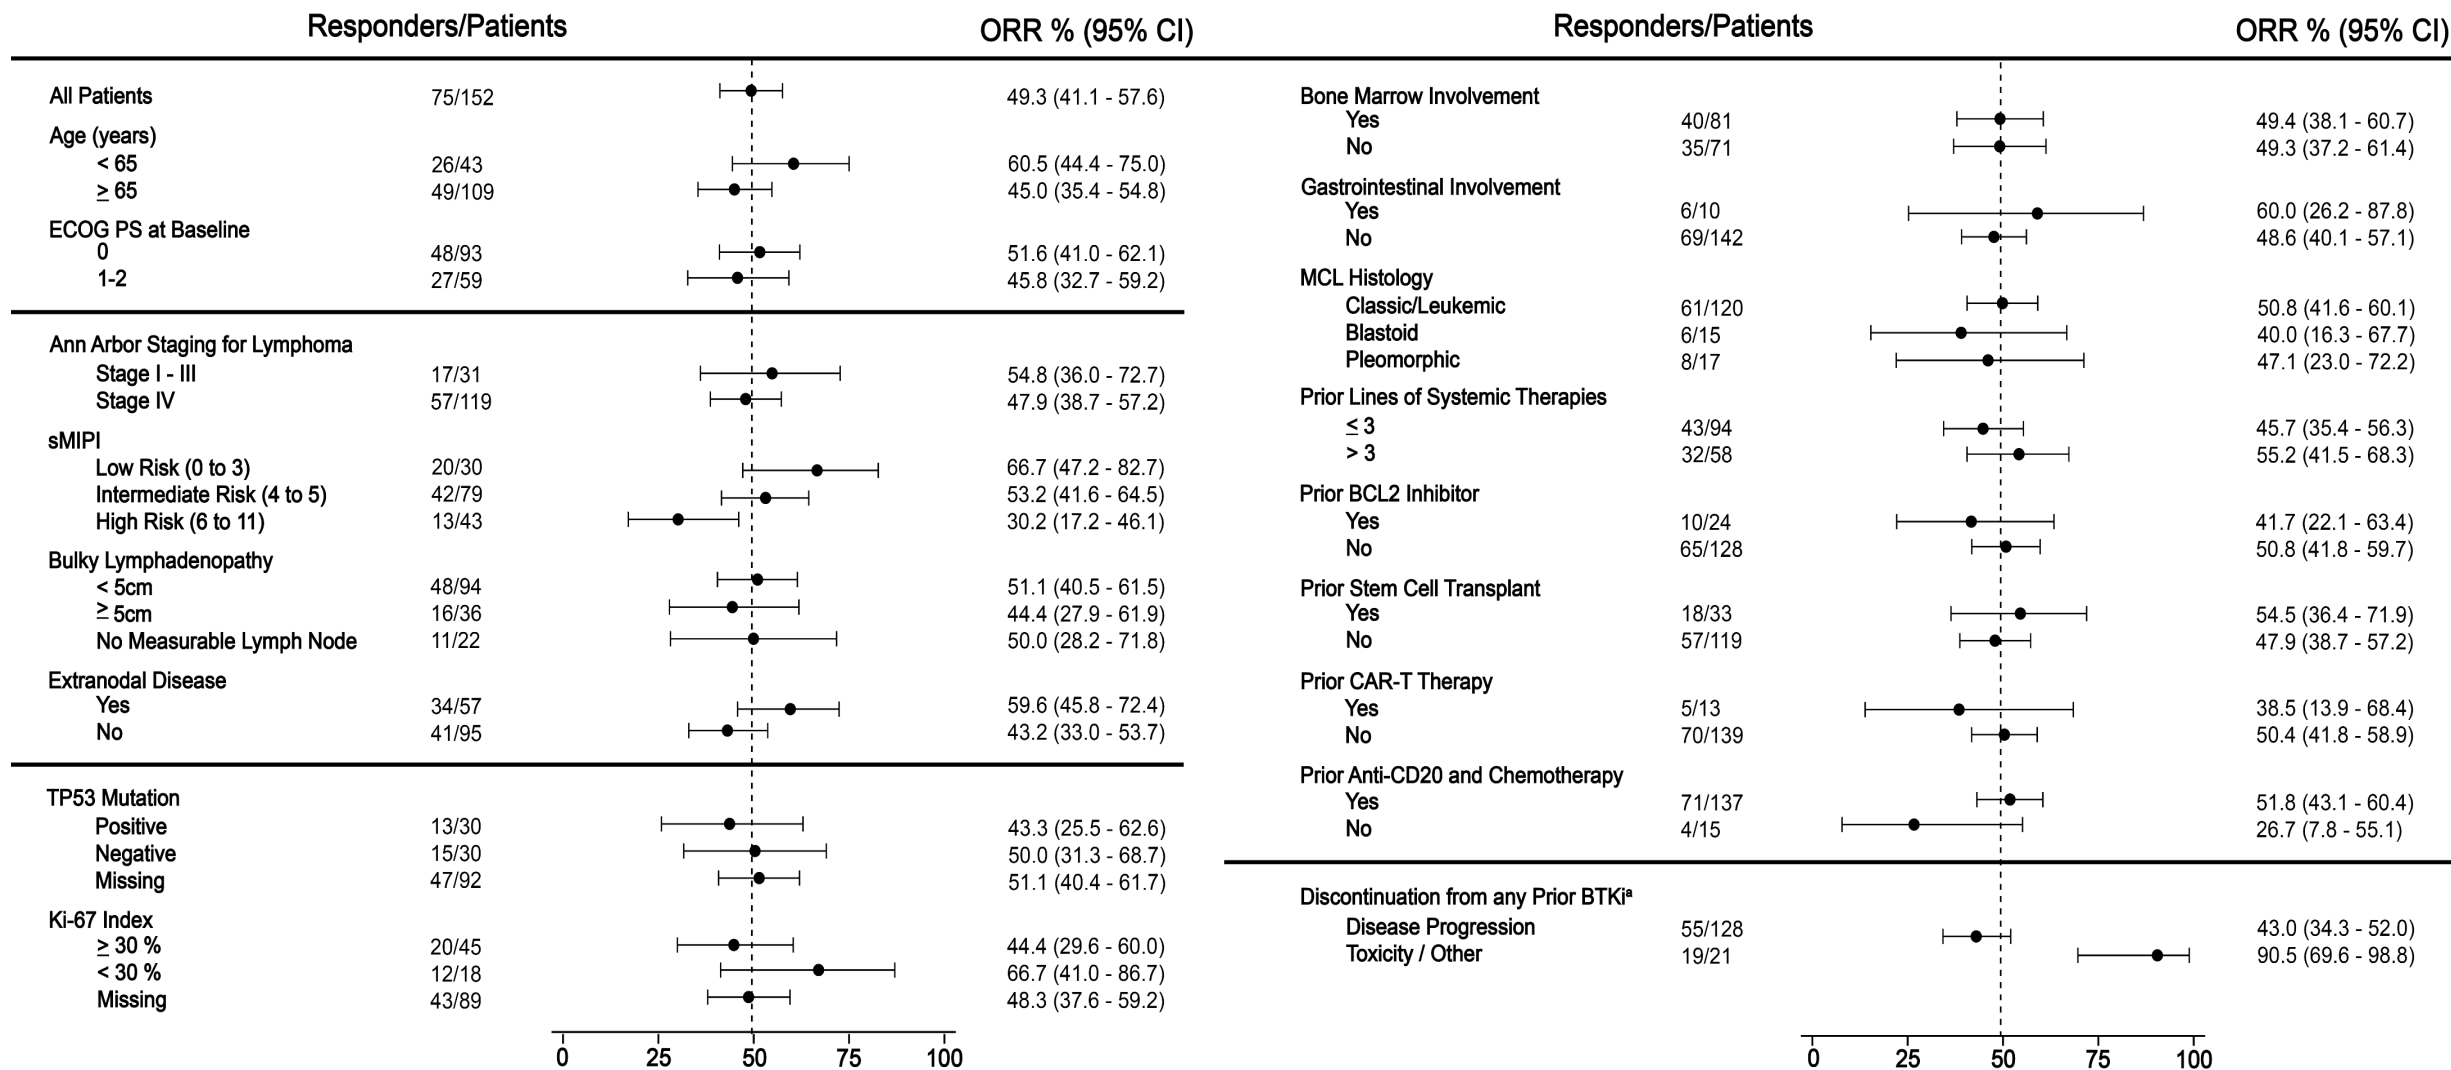 Responders/Patients ORR % (95% CI)
All Patients 75/152 49.3 (41.1 - 57.6)
Age (years)
< 65 26/43 60.5 (44.4 - 75.0)
≥ 65 49/109 45.0 (35.4 - 54.8)
ECOG PS at Baseline
0 48/93 51.6 (41.0 - 62.1)
1-2 27/59 45.8 (32.7 - 59.2)
Ann Arbor Staging for Lymphoma
Stage I - III 17/31 54.8 (36.0 - 72.7)
Stage IV 57/119 47.9 (38.7 - 57.2)
sMIPI
Low Risk (0 to 3) 20/30 66.7 (47.2 - 82.7)
Intermediate Risk (4 to 5) 42/79 53.2 (41.6 - 64.5)
High Risk (6 to 11) 13/43 30.2 (17.2 - 46.1)
Bulky Lymphadenopathy
< 5cm 48/94 51.1 (40.5 - 61.5)
≥ 5cm 16/36 44.4 (27.9 - 61.9)
No Measurable Lymph Node 11/22 50.0 (28.2 - 71.8)
Extranodal Disease
Yes 34/57 59.6 (45.8 - 72.4)
No 41/95 43.2 (33.0 - 53.7)
TP53 Mutation
Positive 13/30 43.3 (25.5 - 62.6)
Negative 15/30 50.0 (31.3 - 68.7)
Missing 47/92 51.1 (40.4 - 61.7)
Ki-67 Index
≥ 30 % 20/45 44.4 (29.6 - 60.0)
< 30 % 12/18 66.7 (41.0 - 86.7)
Missing 43/89 48.3 (37.6 - 59.2)
0 25 50 75 100
Responders/Patients ORR % (95% CI)
Bone Marrow Involvement
Yes 40/81 49.4 (38.1 - 60.7)
No 35/71 49.3 (37.2 - 61.4)
Gastrointestinal Involvement
Yes 6/10 60.0 (26.2 - 87.8)
No 69/142 48.6 (40.1 - 57.1)
MCL Histology
Classic/Leukemic 61/120 50.8 (41.6 - 60.1)
Blastoid 6/15 40.0 (16.3 - 67.7)
Pleomorphic 8/17 47.1 (23.0 - 72.2)
Prior Lines of Systemic Therapies
≤ 3 43/94 45.7 (35.4 - 56.3)
> 3 32/58 55.2 (41.5 - 68.3)
Prior BCL2 Inhibitor
Yes 10/24 41.7 (22.1 - 63.4)
No 65/128 50.8 (41.8 - 59.7)
Prior Stem Cell Transplant
Yes 18/33 54.5 (36.4 - 71.9)
No 57/119 47.9 (38.7 - 57.2)
Prior CAR-T Therapy
Yes 5/13 38.5 (13.9 - 68.4)
No 70/139 50.4 (41.8 - 58.9)
Prior Anti-CD20 and Chemotherapy
Yes 71/137 51.8 (43.1 - 60.4)
No 4/15 26.7 (7.8 - 55.1)
Discontinuation from any Prior BTKiª
Disease Progression 55/128 43.0 (34.3 - 52.0)
Toxicity / Other 19/21 90.5 (69.6 - 98.8)
0 25 50 75 100